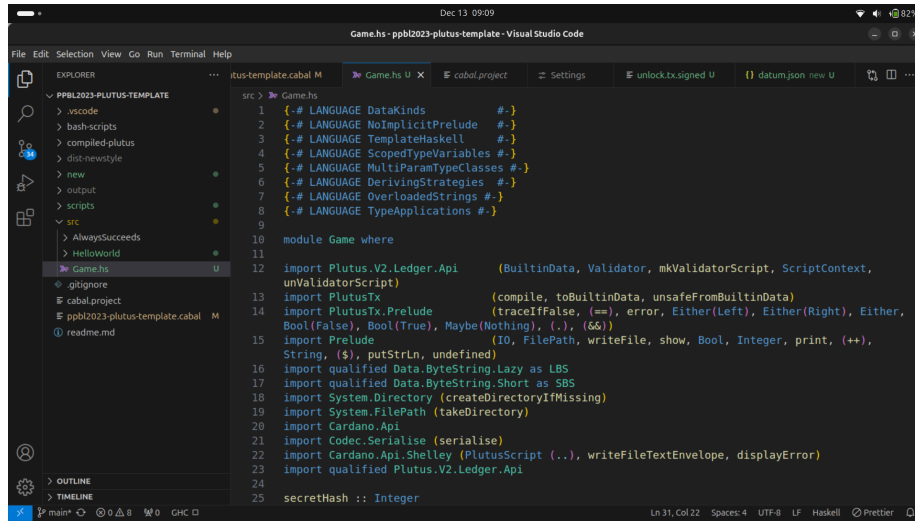 Dec 13 09:09
82%
Game.hs - ppbl2023-plutus-template - Visual Studio Code
File Edit Selection View Go Run Terminal Help
EXPLORER
PPBL2023-PLUTUS-TEMPLATE
.vscode
bash-scripts
compiled-plutus
dist-newstyle
new
output
scripts
src
AlwaysSucceeds
HelloWorld
Game.hs U
.gitignore
cabal.project
ppbl2023-plutus-template.cabal M
readme.md
OUTLINE
TIMELINE
34
itus-template.cabal M Game.hs U cabal.project Settings unlock.tx.signed U datum.json new U
src > Game.hs
1 {-# LANGUAGE DataKinds #-}
2 {-# LANGUAGE NoImplicitPrelude #-}
3 {-# LANGUAGE TemplateHaskell #-}
4 {-# LANGUAGE ScopedTypeVariables #-}
5 {-# LANGUAGE MultiParamTypeClasses #-}
6 {-# LANGUAGE DerivingStrategies #-}
7 {-# LANGUAGE OverloadedStrings #-}
8 {-# LANGUAGE TypeApplications #-}
9
10 module Game where
11
12 import Plutus.V2.Ledger.Api (BuiltinData, Validator, mkValidatorScript, ScriptContext,
unValidatorScript)
13 import PlutusTx (compile, toBuiltinData, unsafeFromBuiltinData)
14 import PlutusTx.Prelude (traceIfFalse, (==), error, Either(Left), Either(Right), Either,
Bool(False), Bool(True), Maybe(Nothing), (.), (&&))
15 import Prelude (IO, FilePath, writeFile, show, Bool, Integer, print, (++),
String, ($), putStrLn, undefined)
16 import qualified Data.ByteString.Lazy as LBS
17 import qualified Data.ByteString.Short as SBS
18 import System.Directory (createDirectoryIfMissing)
19 import System.FilePath (takeDirectory)
20 import Cardano.Api
21 import Codec.Serialise (serialise)
22 import Cardano.Api.Shelley (PlutusScript (..), writeFileTextEnvelope, displayError)
23 import qualified Plutus.V2.Ledger.Api
24
25 secretHash :: Integer
main* 0 8 0 GHC Ln 31, Col 22 Spaces: 4 UTF-8 LF Haskell Prettier